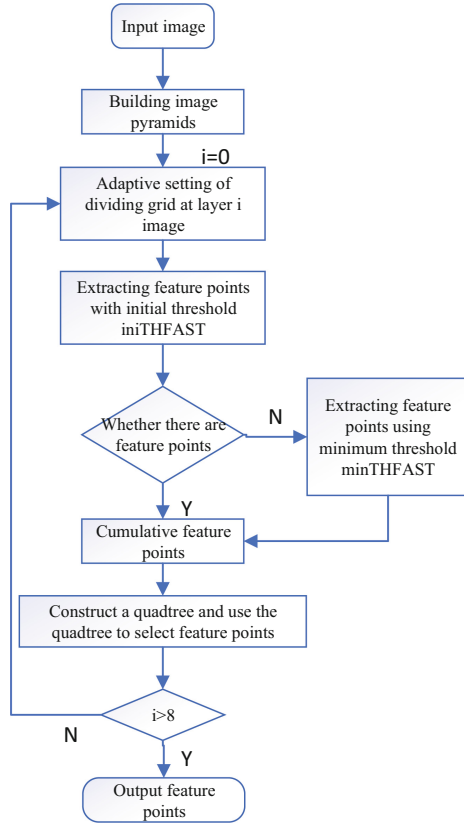 Input image
Building image
pyramids
i=0
Adaptive setting of
dividing grid at layer i
image
Extracting feature points
with initial threshold
iniTHFAST
Whether there are
feature points
N
Extracting feature
points using
minimum threshold
minTHFAST
Y
Cumulative feature
points
Construct a quadtree and use the
quadtree to select feature points
i>8
N
Y
Output feature
points